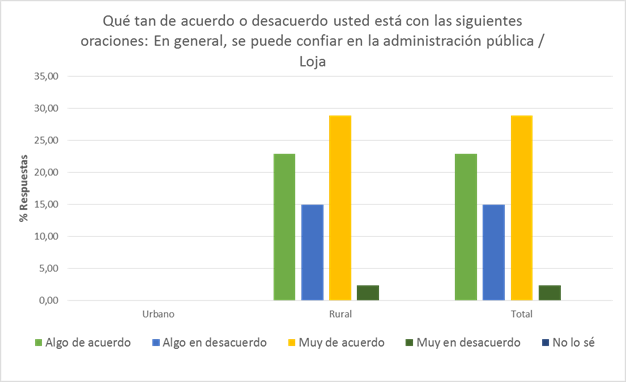 Qué tan de acuerdo o desacuerdo usted está con las siguientes
oraciones: En general, se puede confiar en la administración pública /
Loja
35,00
30,00
25,00
20,00
15,00
10,00
5,00
0,00
% Respuestas
Urbano Rural Total
Algo de acuerdo Algo en desacuerdo Muy de acuerdo Muy en desacuerdo No lo sé